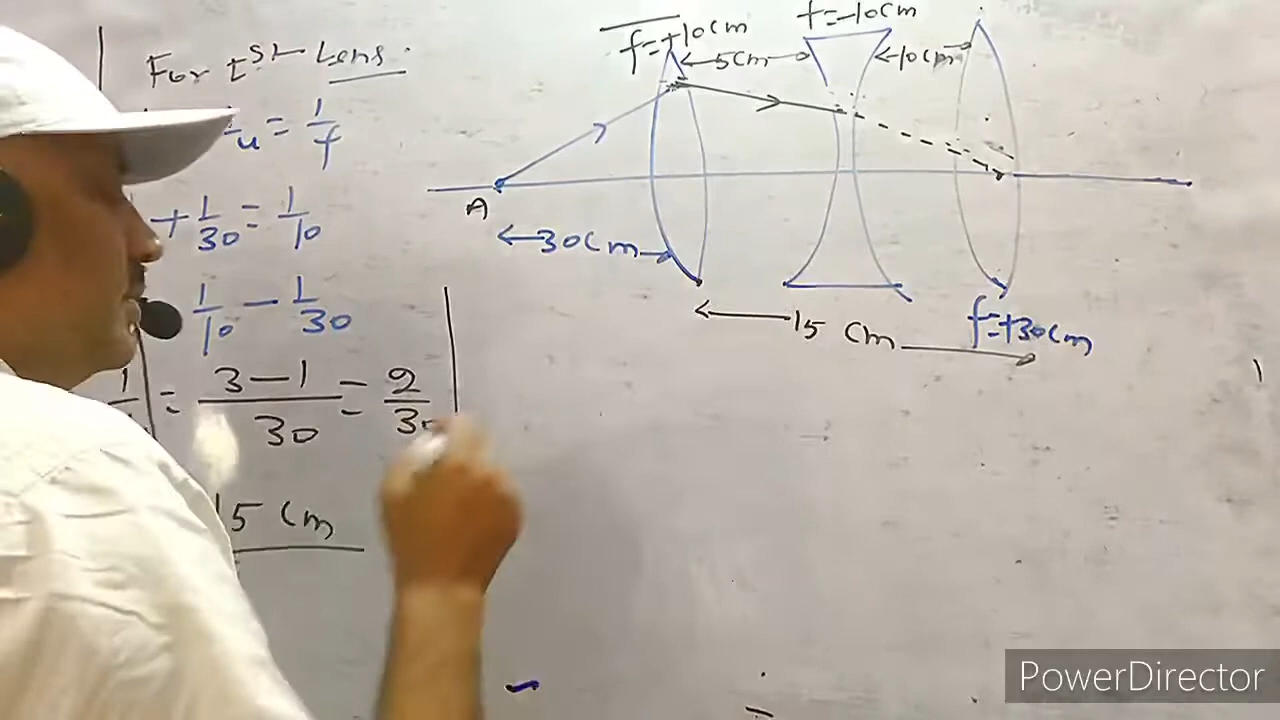 For Ist Lens.
u = 1/f
+ 1/30 = 1/10
1/10 - 1/30
1 = 3-1/30 = 2/30
15 cm
f=+10cm
5cm
f=-10cm
10cm
A
30cm
15 cm
f=+30cm
PowerDirector